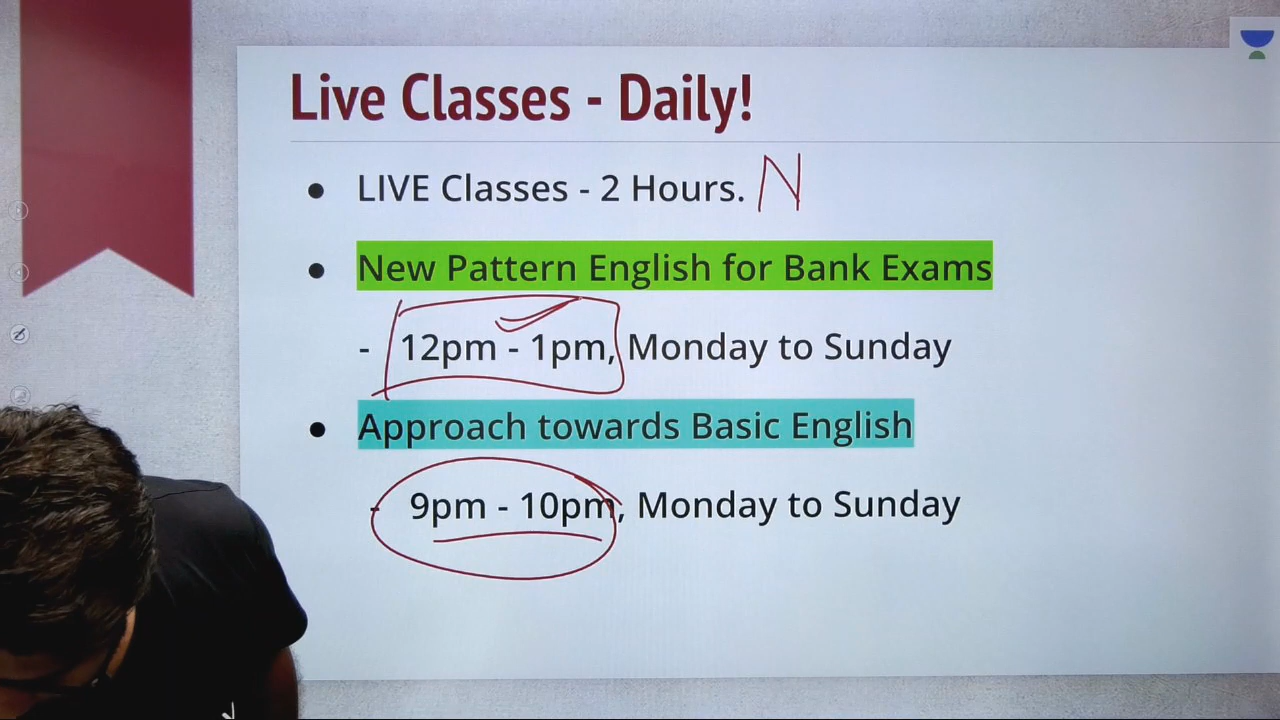 Live Classes - Daily!
● LIVE Classes - 2 Hours. N
● New Pattern English for Bank Exams
- 12pm - 1pm, Monday to Sunday
● Approach towards Basic English
- 9pm - 10pm, Monday to Sunday